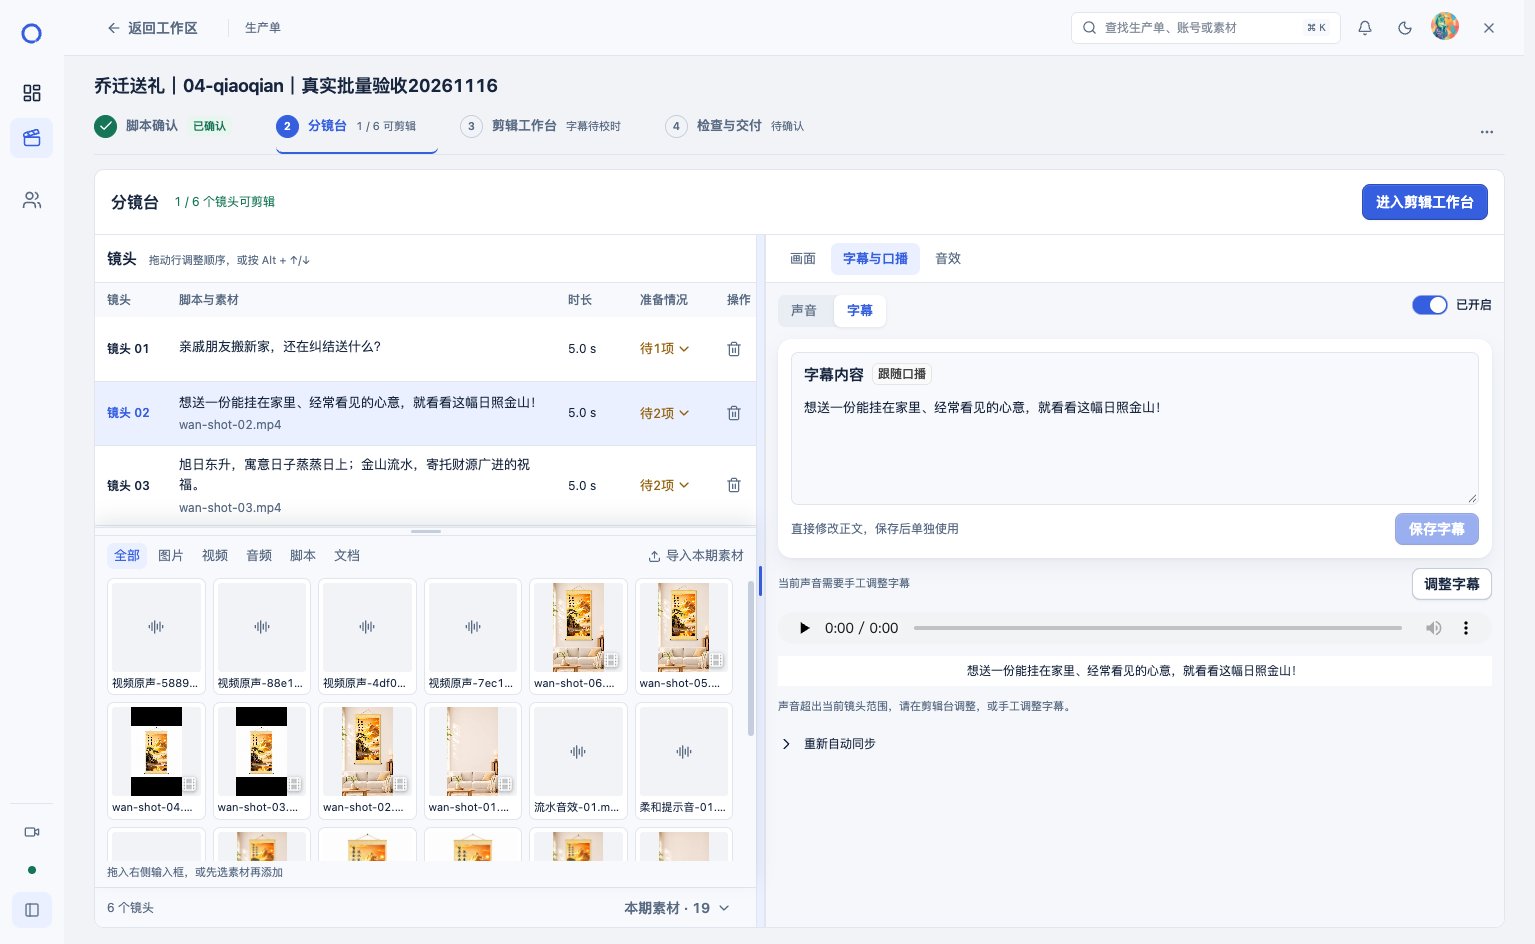 返回工作区
生产单
查找生产单、账号或素材
⌘ K
乔迁送礼｜04-qiaoqian｜真实批量验收20261116
脚本确认 已确认
2 分镜台 1 / 6 可剪辑
3 剪辑工作台 字幕待校时
4 检查与交付 待确认
分镜台 1 / 6 个镜头可剪辑
进入剪辑工作台
镜头 拖动行调整顺序，或按 Alt + ↑/↓
镜头 脚本与素材 时长 准备情况 操作
镜头 01 亲戚朋友搬新家，还在纠结送什么？ 5.0 s 待1项
镜头 02 想送一份能挂在家里、经常看见的心意，就看看这幅日照金山！ 5.0 s 待2项
wan-shot-02.mp4
镜头 03 旭日东升，寓意日子蒸蒸日上；金山流水，寄托财源广进的祝
福。 5.0 s 待2项
wan-shot-03.mp4
全部 图片 视频 音频 脚本 文档 导入本期素材
视频原声-5889... 视频原声-88e1... 视频原声-4df0... 视频原声-7ec1... wan-shot-06.... wan-shot-05....
wan-shot-04.... wan-shot-03.... wan-shot-02.... wan-shot-01.... 流水音效-01.m... 柔和提示音-01....
拖入右侧输入框，或先选素材再添加
6 个镜头 本期素材 · 19
画面 字幕与口播 音效
声音 字幕 已开启
字幕内容 跟随口播
想送一份能挂在家里、经常看见的心意，就看看这幅日照金山！
直接修改正文，保存后单独使用
保存字幕
当前声音需要手工调整字幕
调整字幕
0:00 / 0:00
想送一份能挂在家里、经常看见的心意，就看看这幅日照金山！
声音超出当前镜头范围，请在剪辑台调整，或手工调整字幕。
重新自动同步